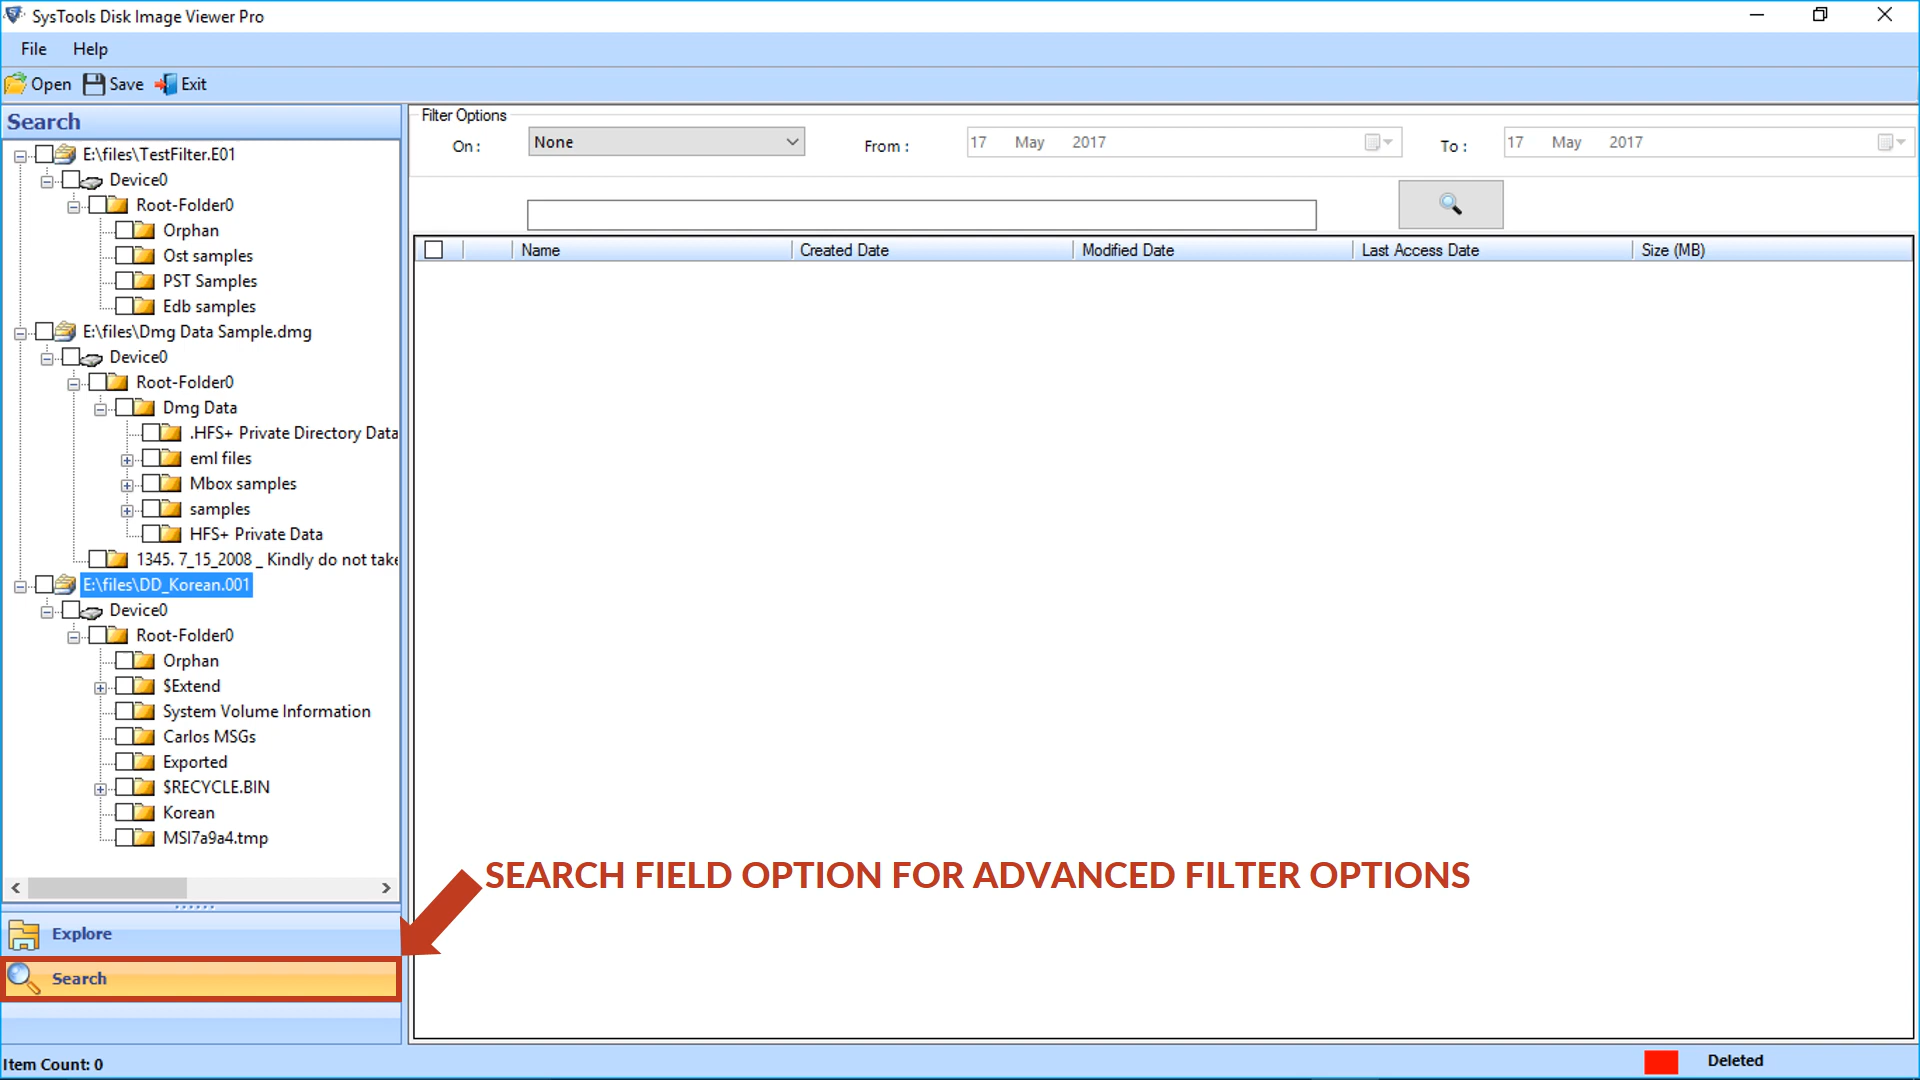 SysTools Disk Image Viewer Pro
File Help
Open Save Exit
Search
E:\files\TestFilter.E01
Device0
Root-Folder0
Orphan
Ost samples
PST Samples
Edb samples
E:\files\Dmg Data Sample.dmg
Device0
Root-Folder0
Dmg Data
.HFS+ Private Directory Data
eml files
Mbox samples
samples
HFS+ Private Data
1345. 7_15_2008 _ Kindly do not take
E:\files\DD_Korean.001
Device0
Root-Folder0
Orphan
$Extend
System Volume Information
Carlos MSGs
Exported
$RECYCLE.BIN
Korean
MSI7a9a4.tmp
Explore
Search
Filter Options
On : None From : 17 May 2017 To : 17 May 2017
Name Created Date Modified Date Last Access Date Size (MB)
SEARCH FIELD OPTION FOR ADVANCED FILTER OPTIONS
Item Count: 0 Deleted